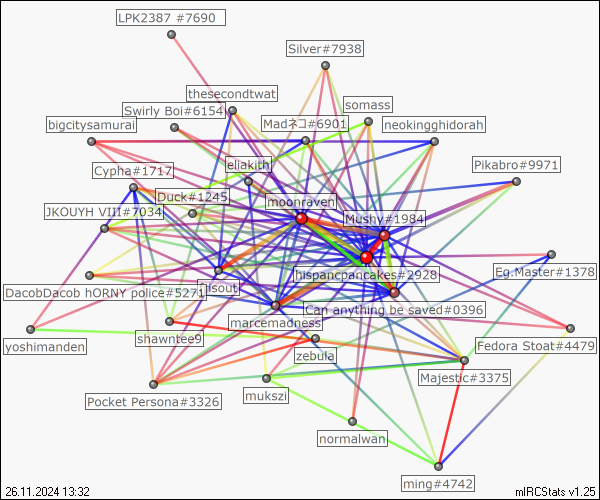 LPK2387 #7690
Silver#7938
thesecondtwat
somass
Swirly Boi#6154
Madネコ#6901
bigcitysamurai
neokingghidorah
eliakith
Pikabro#9971
Cypha#1717
Duck#1245
moonraven
JKOUYH VIII#7034
Mushy#1984
hispancpancakes#2928
Eg.Master#1378
DacobDacob hORNY police#5271
jilsout
Can anything be saved#0396
marcemadness
yoshimanden
shawntee9
Fedora Stoat#4479
zebula
Majestic#3375
Pocket Persona#3326
mukszi
normalwan
ming#4742
26.11.2024 13:32
mIRCStats v1.25